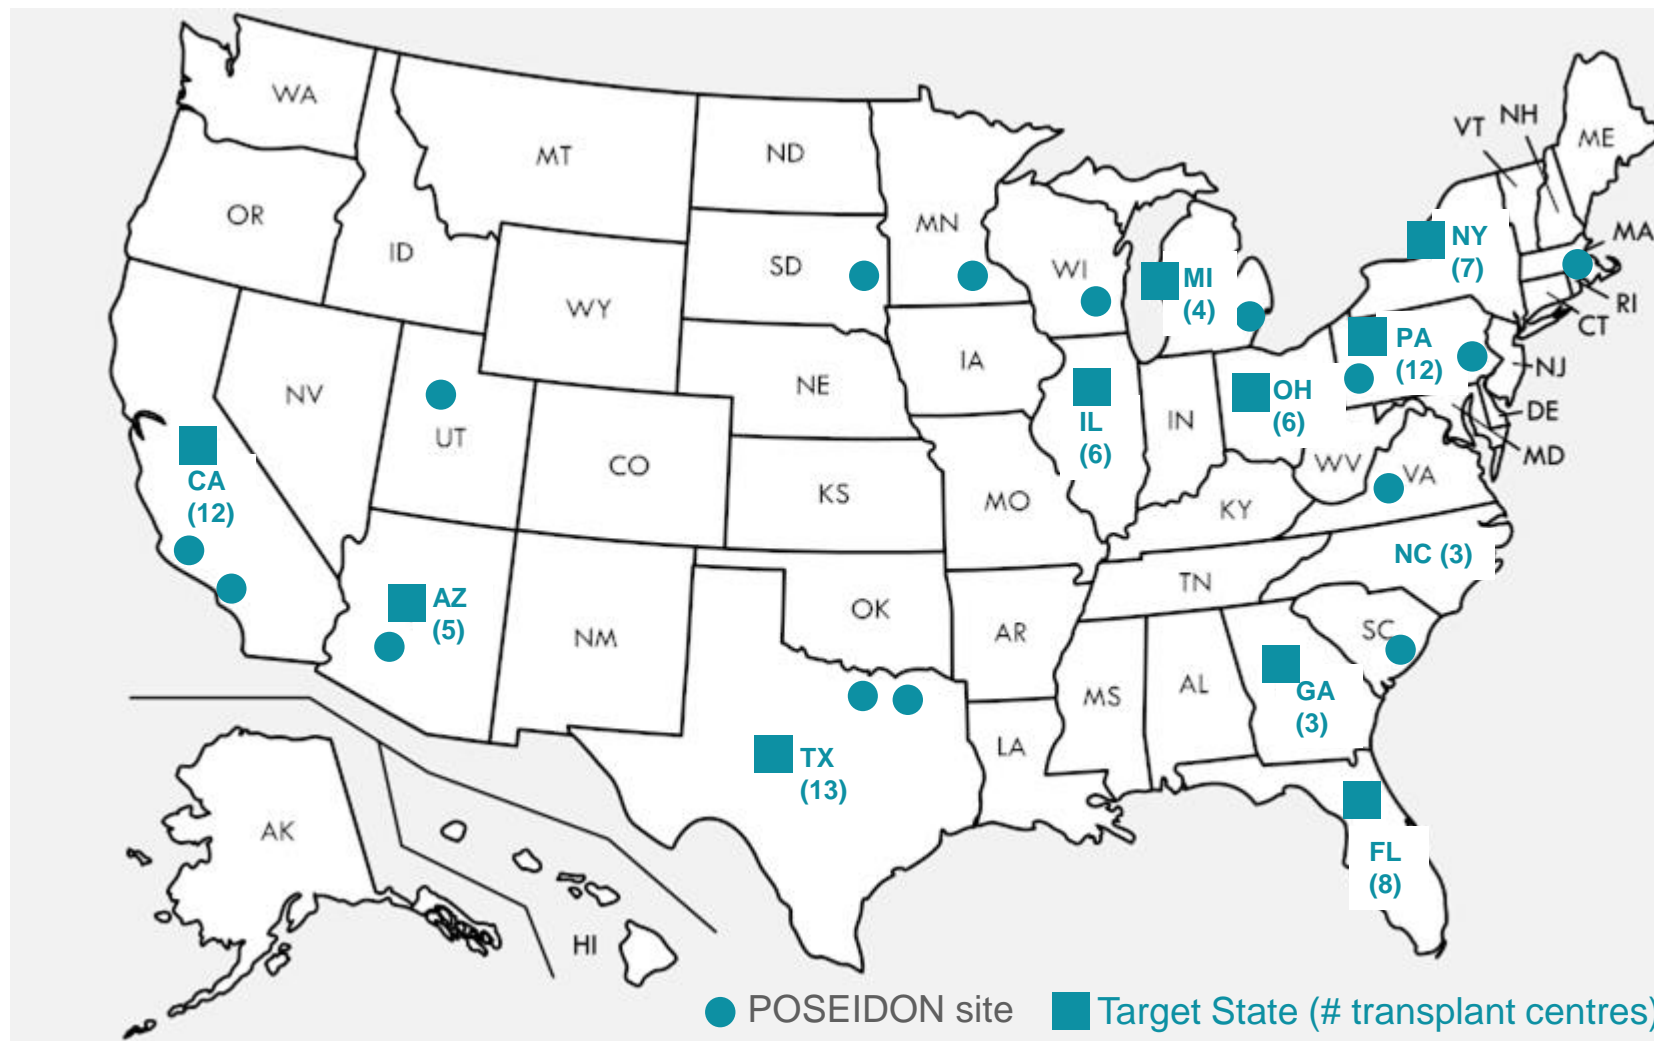 WA
MT
ND
MN
VT
NH
ME
OR
ID
SD
WI
MI
(4)
NY
(7)
MA
WY
RI
CT
PA
(12)
NJ
NV
UT
NE
IA
IL
(6)
IN
OH
(6)
DE
MD
CA
(12)
CO
KS
MO
WV
VA
KY
NC (3)
AZ
(5)
NM
OK
AR
TN
SC
MS
AL
GA
(3)
TX
(13)
LA
FL
(8)
AK
HI
POSEIDON site
Target State (# transplant centres)